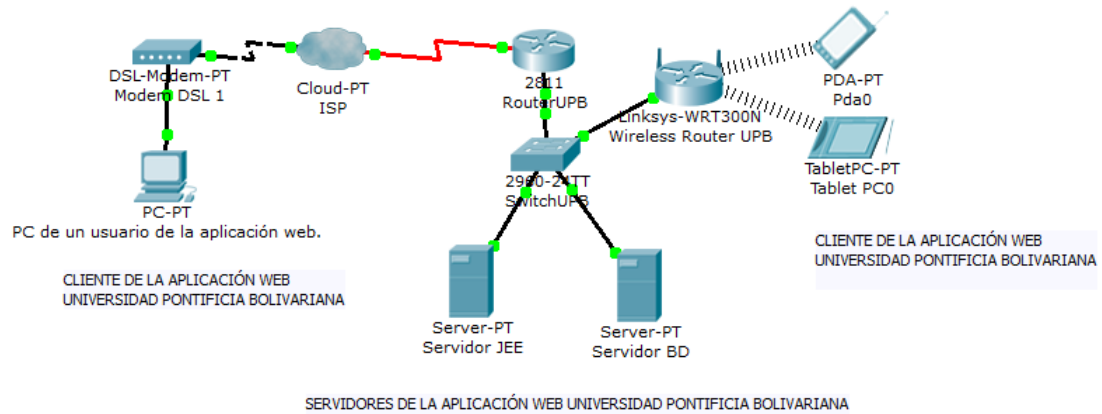 DSL-Modem-PT
Modem DSL 1
Cloud-PT
ISP
2811
RouterUPB
Linksys-WRT300N
Wireless Router UPB
PDA-PT
Pda0
TabletPC-PT
Tablet PC0
2960-24TT
SwitchUPB
PC-PT
PC de un usuario de la aplicación web.
CLIENTE DE LA APLICACIÓN WEB
UNIVERSIDAD PONTIFICIA BOLIVARIANA
CLIENTE DE LA APLICACIÓN WEB
UNIVERSIDAD PONTIFICIA BOLIVARIANA
Server-PT
Servidor JEE
Server-PT
Servidor BD
SERVIDORES DE LA APLICACIÓN WEB UNIVERSIDAD PONTIFICIA BOLIVARIANA